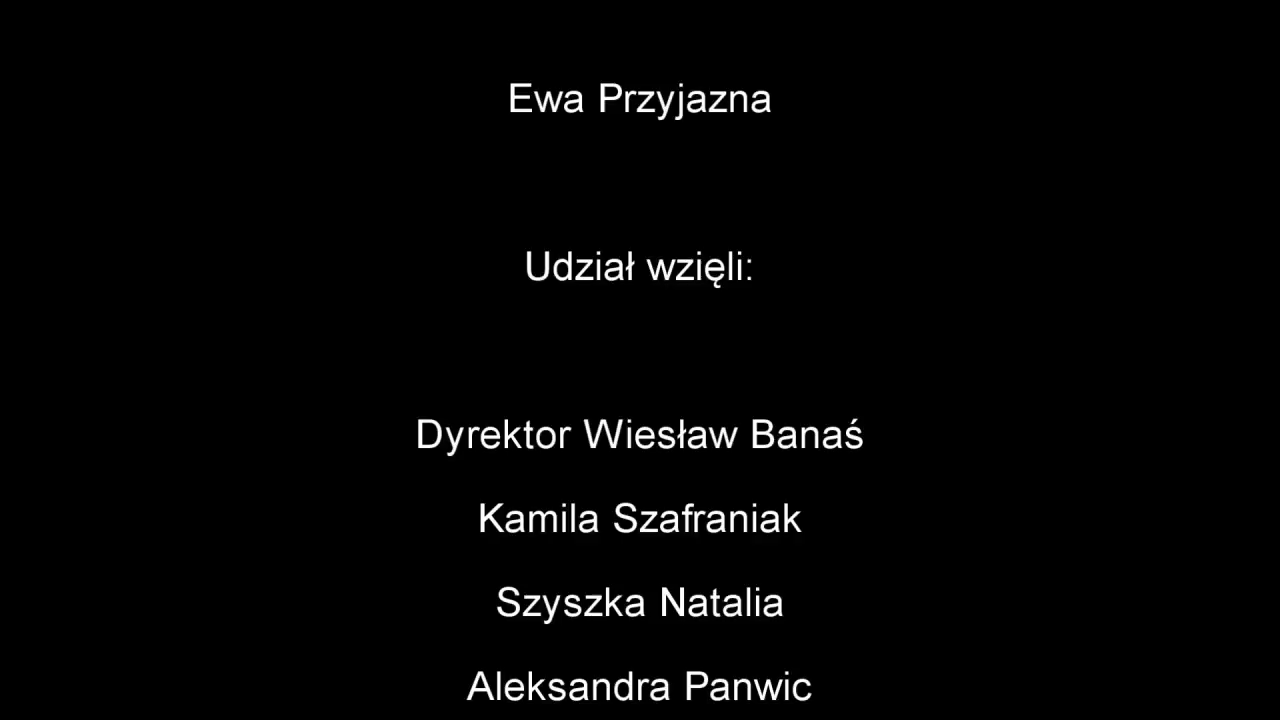 Ewa Przyjazna
Udział wzięli:
Dyrektor Wiesław Banaś
Kamila Szafraniak
Szyszka Natalia
Aleksandra Panwic